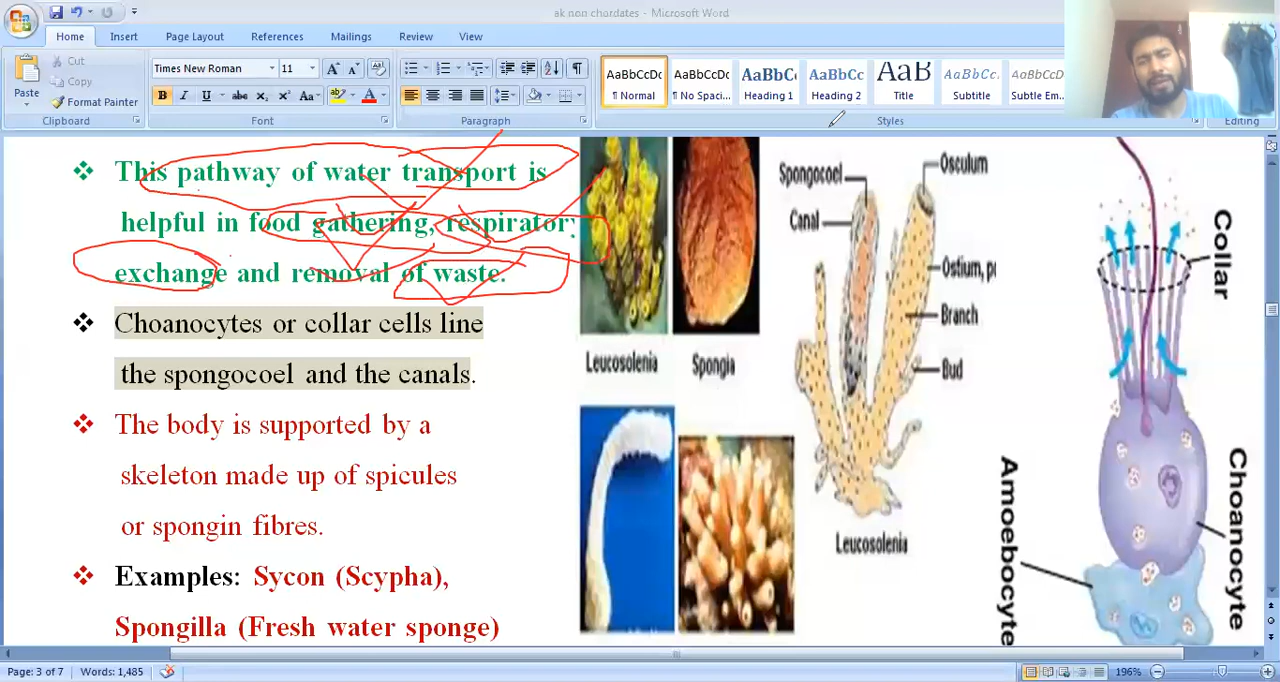 ak non chordates - Microsoft Word
Home Insert Page Layout References Mailings Review View
Cut
Copy
Format Painter
Paste
Clipboard
Times New Roman 11
Font
Paragraph
AaBbCcDc AaBbCcDc AaBbC AaBbCc AaB AaBbCc. AaBbCcDc
¶ Normal ¶ No Spaci... Heading 1 Heading 2 Title Subtitle Subtle Em...
Styles
Editing
This pathway of water transport is
helpful in food gathering, respiratory
exchange and removal of waste.
Choanocytes or collar cells line
the spongocoel and the canals.
The body is supported by a
skeleton made up of spicules
or spongin fibres.
Examples: Sycon (Scypha),
Spongilla (Fresh water sponge)
Leucosolenia
Spongia
Spongocoel
Canal
Osculum
Ostium,
Branch
Bud
Leucosolenia
Collar
Choanocyte
Amoebocyte
Page: 3 of 7 Words: 1,485
196%